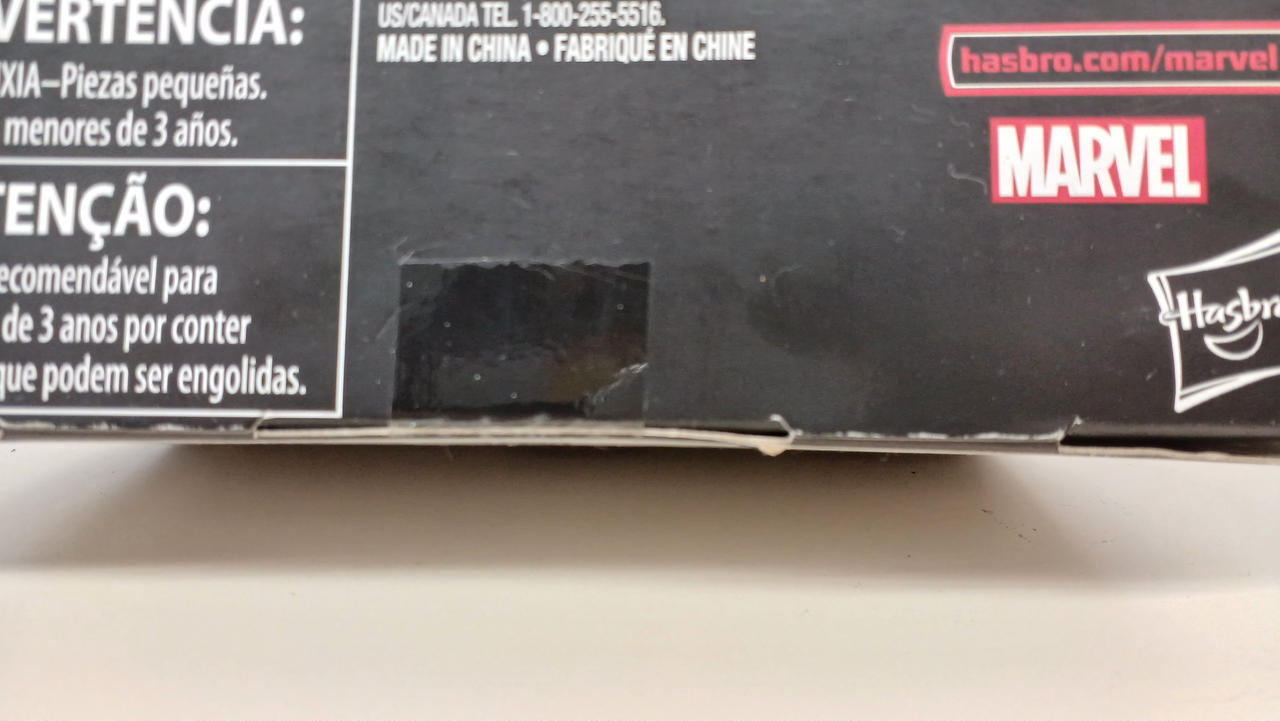 VERTENCIA:
XIA–Piezas pequeñas.
menores de 3 años.
TENÇÃO:
ecomendável para
de 3 anos por conter
que podem ser engolidas.
US/CANADA TEL. 1-800-255-5516.
MADE IN CHINA • FABRIQUÉ EN CHINE
hasbro.com/marvel
MARVEL
Hasbro